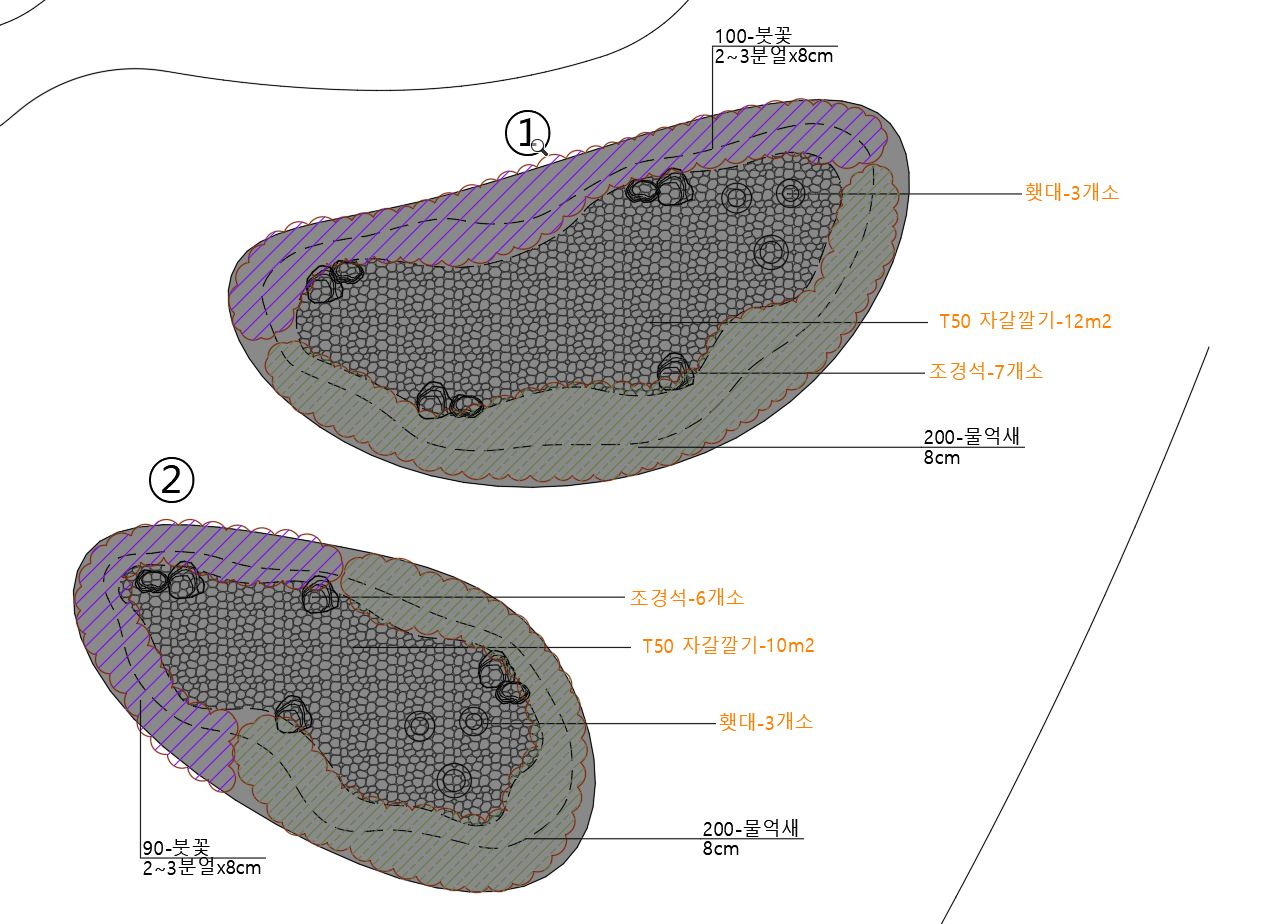 100-붓꽃
2~3분얼x8cm
①
횃대-3개소
T50 자갈깔기-12m2
조경석-7개소
200-물억새
8cm
②
조경석-6개소
T50 자갈깔기-10m2
횃대-3개소
200-물억새
8cm
90-붓꽃
2~3분얼x8cm